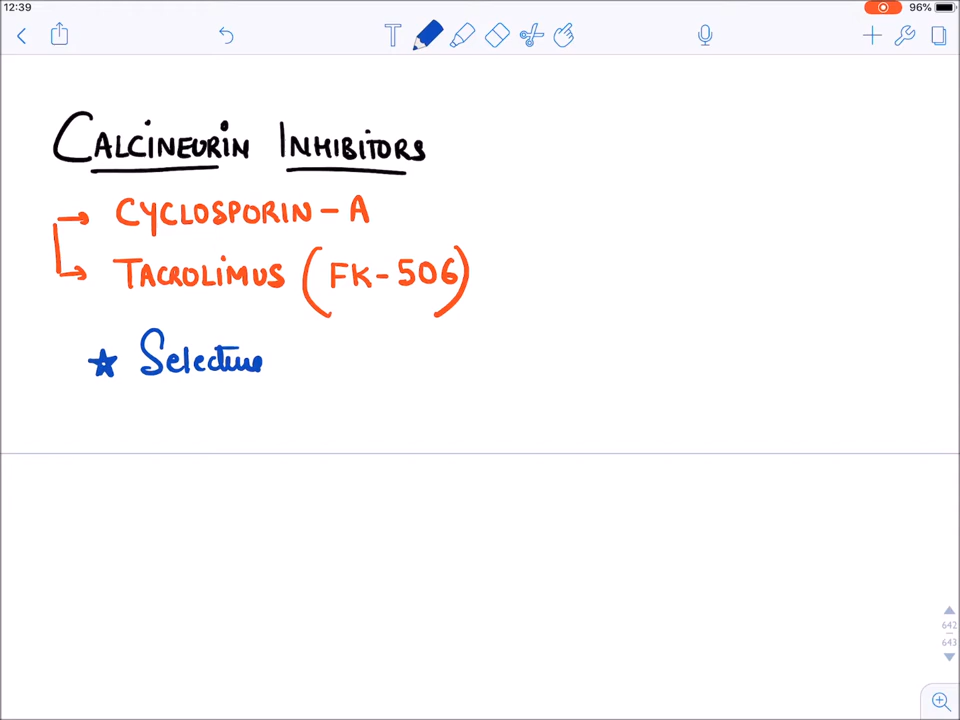 12:39
96%
T
CALCINEURIN INHIBITORS
CYCLOSPORIN - A
TACROLIMUS (FK-506)
Selective
642
643